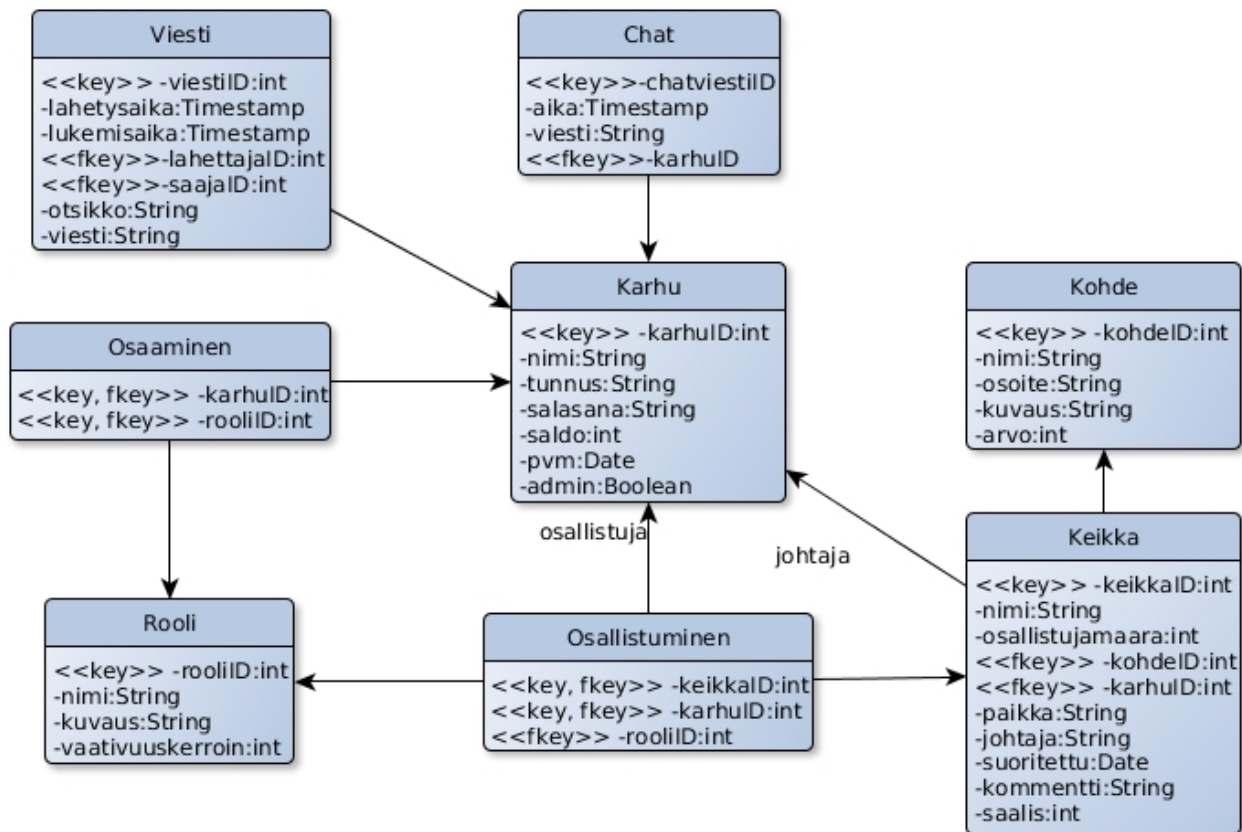 Viesti
<<key>> -viestiID:int
-lahetysaika:Timestamp
-lukemisaika:Timestamp
<<fkey>>-lahettajaID:int
<<fkey>>-saajaID:int
-otsikko:String
-viesti:String
Chat
<<key>>-chatviestiID
-aika:Timestamp
-viesti:String
<<fkey>>-karhuID
Osaaminen
<<key, fkey>> -karhuID:int
<<key, fkey>> -rooliID:int
Karhu
<<key>> -karhuID:int
-nimi:String
-tunnus:String
-salasana:String
-saldo:int
-pvm:Date
-admin:Boolean
Kohde
<<key>> -kohdeID:int
-nimi:String
-osoite:String
-kuvaus:String
-arvo:int
osallistuja
johtaja
Rooli
<<key>> -rooliID:int
-nimi:String
-kuvaus:String
-vaativuuskerroin:int
Osallistuminen
<<key, fkey>> -keikkaID:int
<<key, fkey>> -karhuID:int
<<fkey>> -rooliID:int
Keikka
<<key>> -keikkaID:int
-nimi:String
-osallistujamaara:int
<<fkey>> -kohdeID:int
<<fkey>> -karhuID:int
-paikka:String
-johtaja:String
-suoritettu:Date
-kommentti:String
-saalis:int